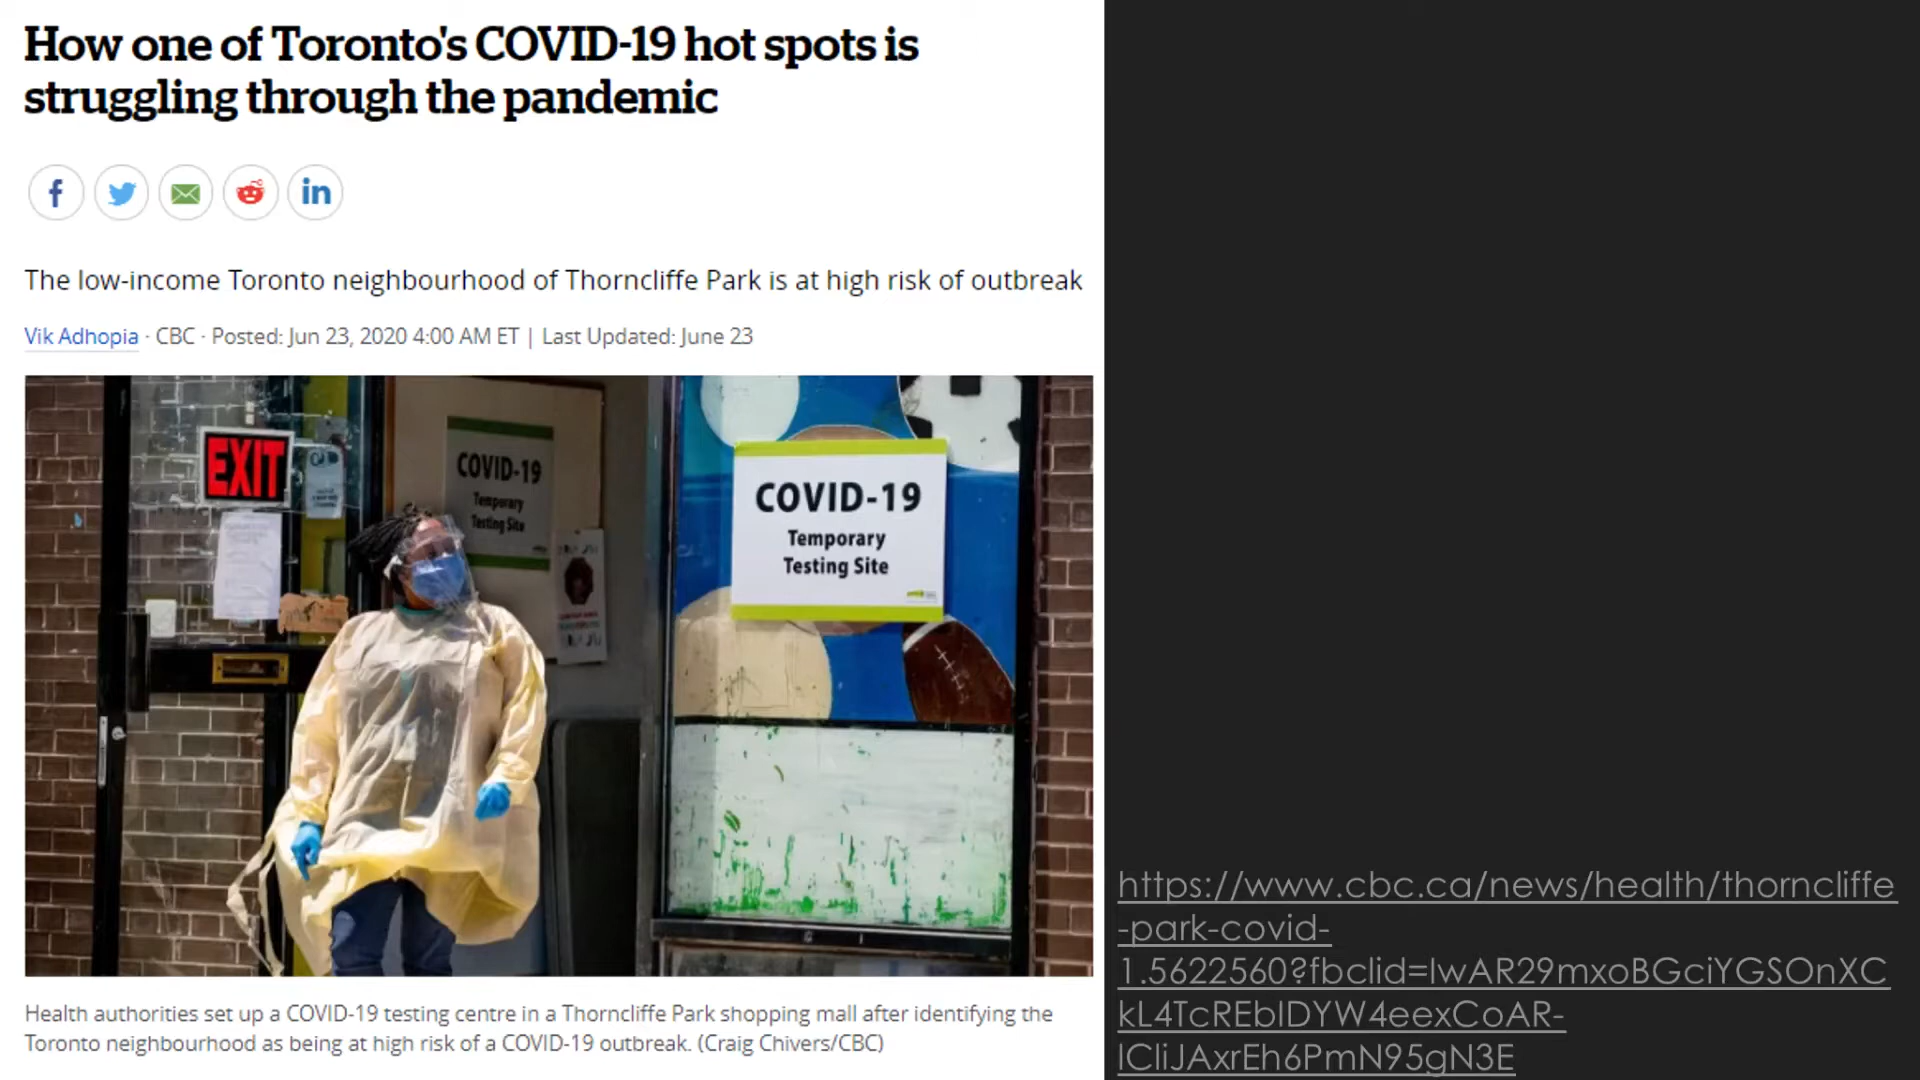 How one of Toronto's COVID-19 hot spots is
struggling through the pandemic
f
in
The low-income Toronto neighbourhood of Thorncliffe Park is at high risk of outbreak
Vik Adhopia · CBC · Posted: Jun 23, 2020 4:00 AM ET | Last Updated: June 23
EXIT
COVID-19
Temporary
Testing Site
COVID-19
Temporary
Testing Site
Health authorities set up a COVID-19 testing centre in a Thorncliffe Park shopping mall after identifying the
Toronto neighbourhood as being at high risk of a COVID-19 outbreak. (Craig Chivers/CBC)
https://www.cbc.ca/news/health/thorncliffe
-park-covid-
1.5622560?fbclid=IwAR29mxoBGciYGSOnXC
kL4TcREbIDYW4eexCoAR-
ICliJAxrEh6PmN95gN3E